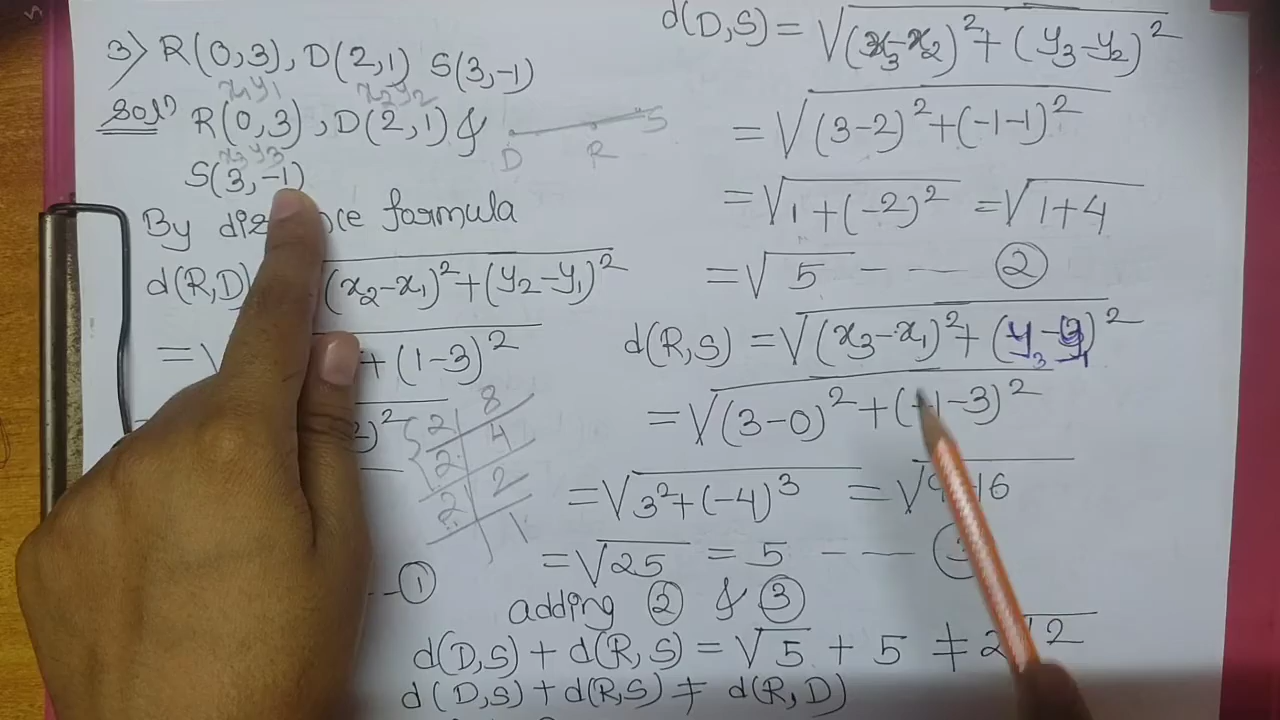 3) R(0,3), D(2,1) S(3,-1)
x₁y₁ x₂y₂
Solⁿ R(0,3), D(2,1) &
x₃y₃
S(3,-1)
D R S
By formula
d(R,D) (x₂-x₁)²+(y₂-y₁)²
=√ + (1-3)²
)²
2 | 8
2 | 4
2 | 2
1
-- ①
d(D,S) = √(x₃-x₂)²+(y₃-y₂)²
= √(3-2)²+(-1-1)²
= √1+(-2)² = √1+4
= √5 -- — ②
d(R,S) = √(x₃-x₁)²+(y₃-y₁)²
= √(3-0)²+(-1-3)²
= √3²+(-4)³ = √9+16
= √25 = 5 -- — ③
adding ② & ③
d(D,S) + d(R,S) = √5 + 5 ≠ 2√2
d(D,S)+d(R,S) ≠ d(R,D)